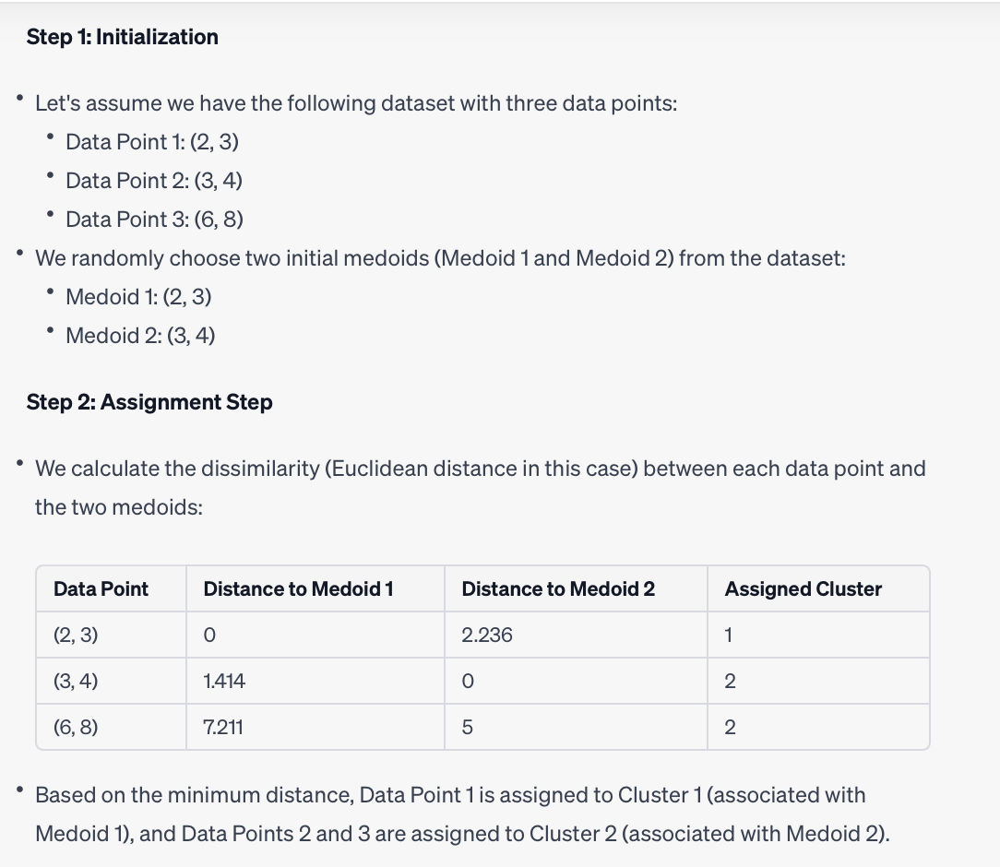 Step 1: Initialization
• Let's assume we have the following dataset with three data points:
• Data Point 1: (2, 3)
• Data Point 2: (3, 4)
• Data Point 3: (6, 8)
• We randomly choose two initial medoids (Medoid 1 and Medoid 2) from the dataset:
• Medoid 1: (2, 3)
• Medoid 2: (3, 4)
Step 2: Assignment Step
• We calculate the dissimilarity (Euclidean distance in this case) between each data point and
the two medoids:
Data Point Distance to Medoid 1 Distance to Medoid 2 Assigned Cluster
(2, 3) 0 2.236 1
(3, 4) 1.414 0 2
(6, 8) 7.211 5 2
• Based on the minimum distance, Data Point 1 is assigned to Cluster 1 (associated with
Medoid 1), and Data Points 2 and 3 are assigned to Cluster 2 (associated with Medoid 2).